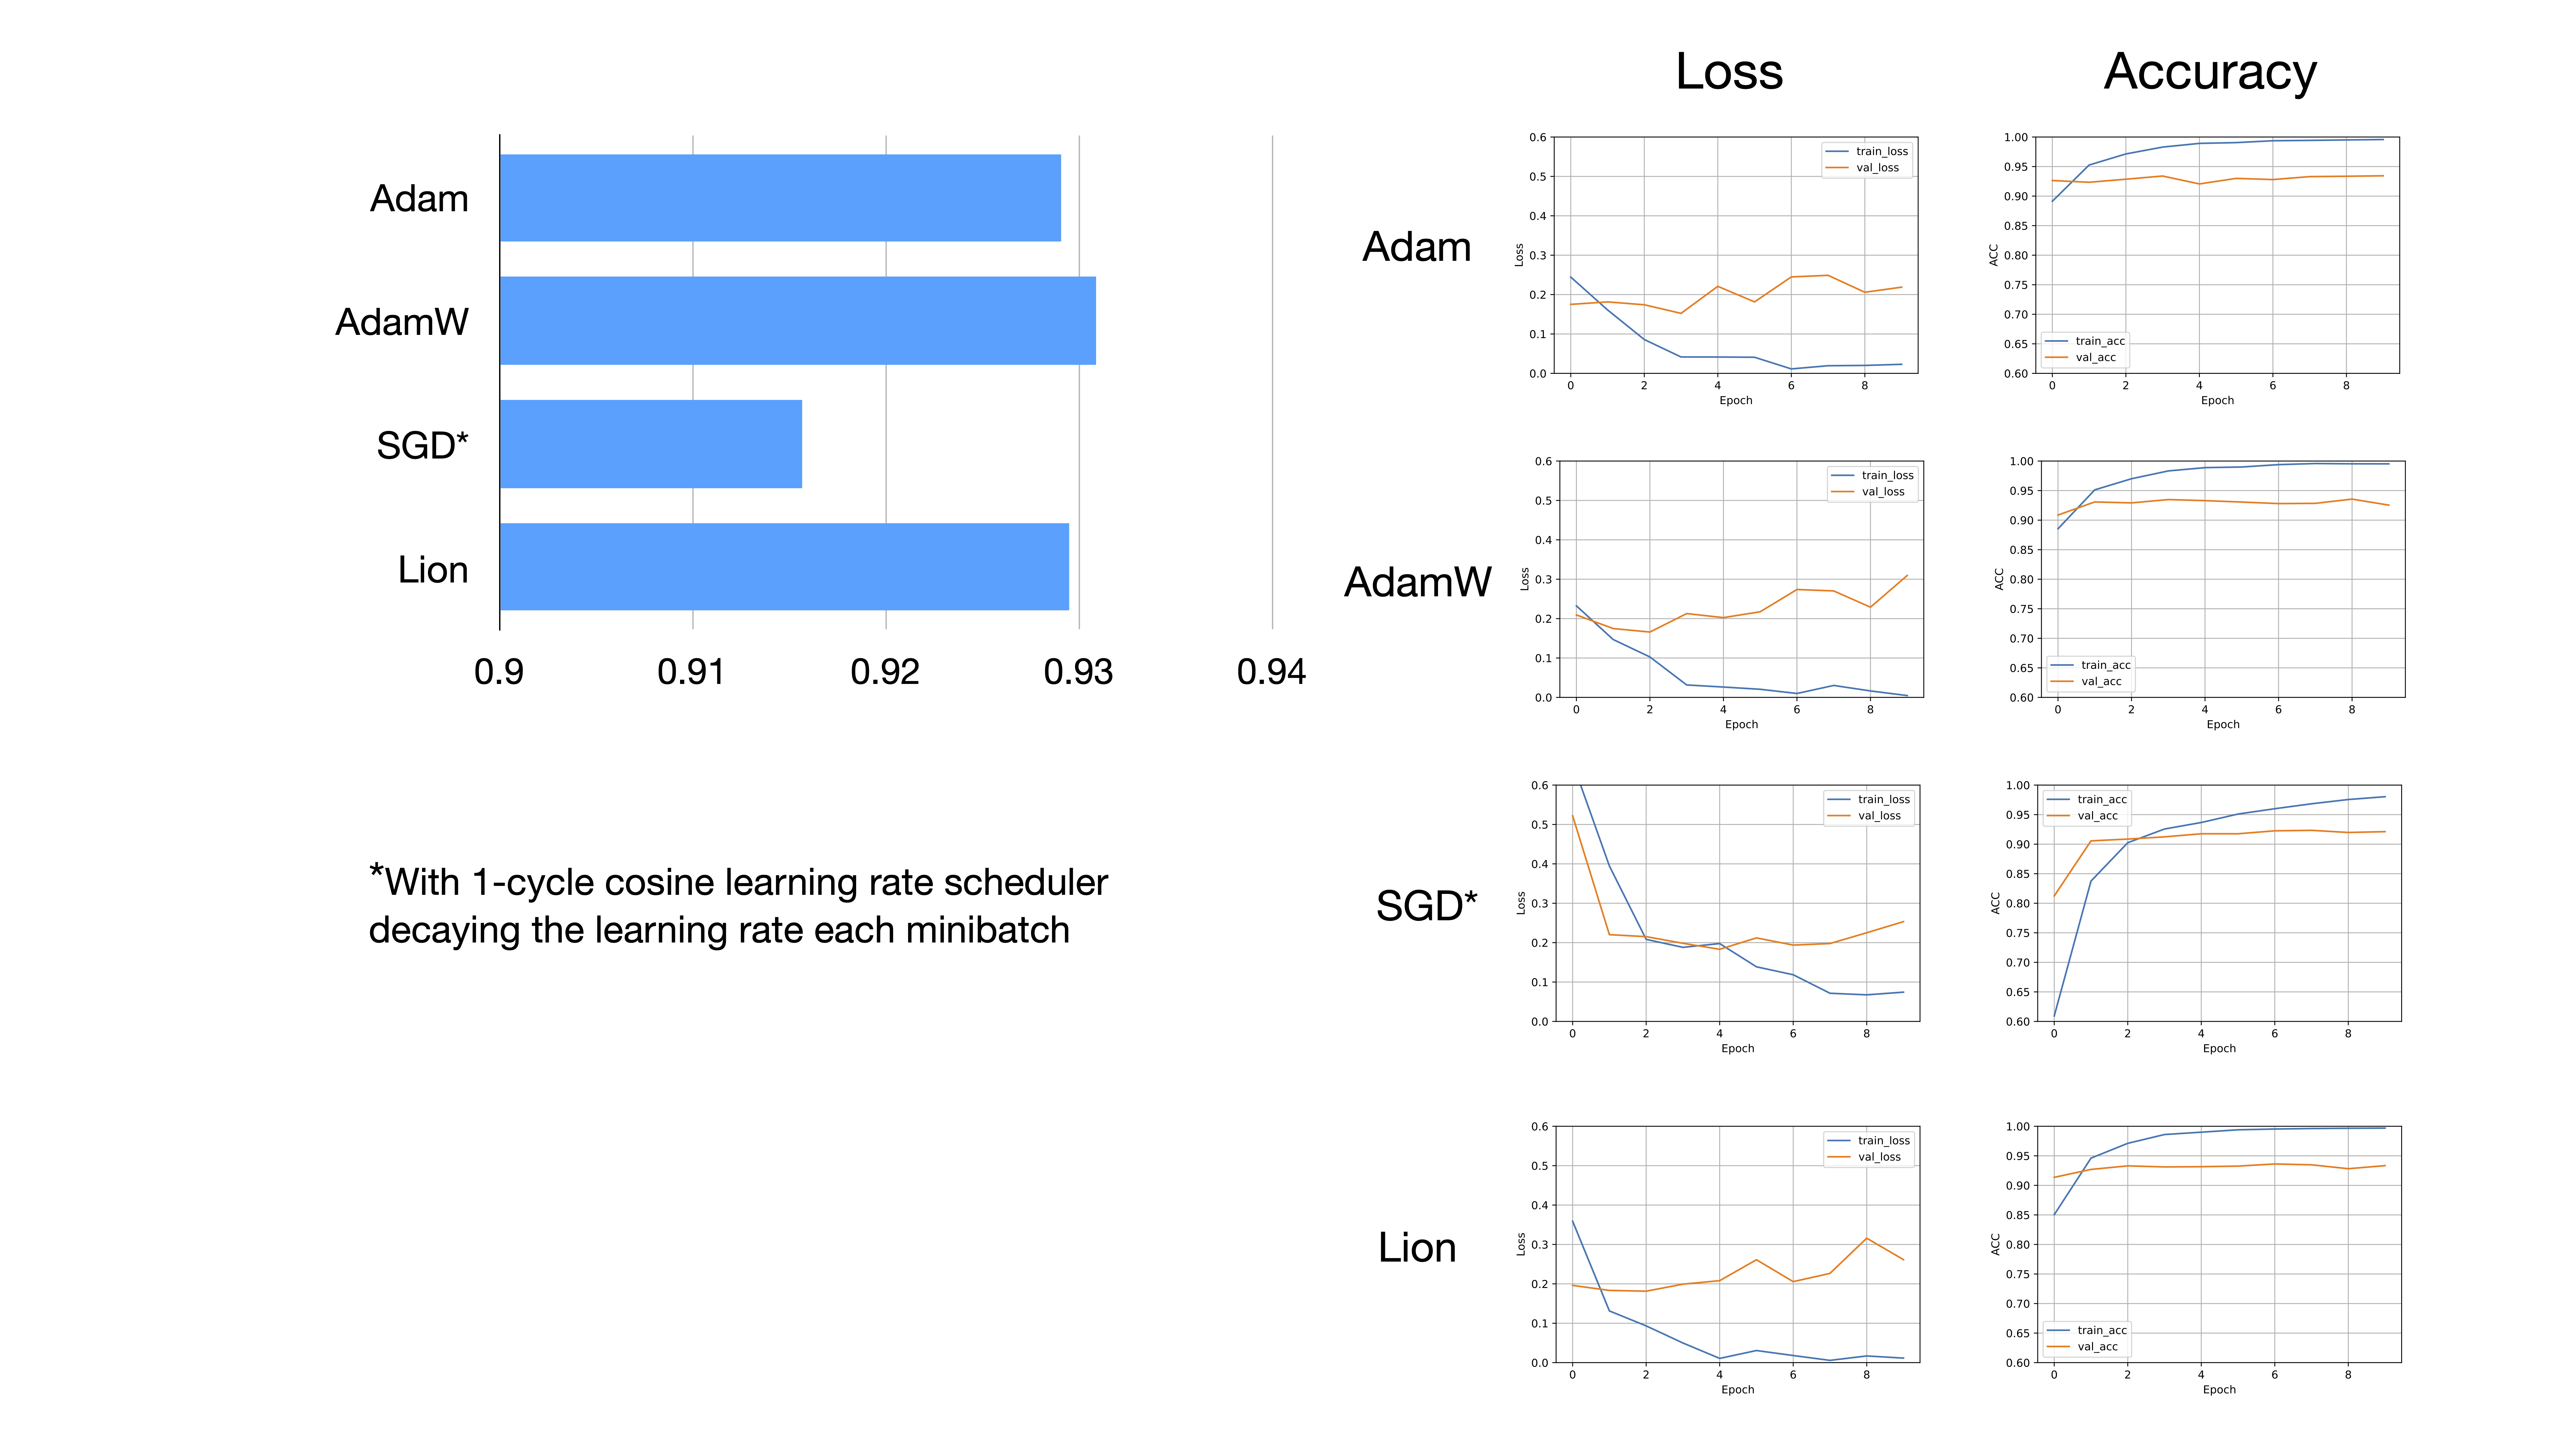 Adam
AdamW
SGD*
Lion
0.9 0.91 0.92 0.93 0.94
*With 1-cycle cosine learning rate scheduler
decaying the learning rate each minibatch
Loss Accuracy
Adam
0.6
0.5
0.4
0.3
0.2
0.1
0.0
Loss
train_loss
val_loss
0 2 4 6 8
Epoch
1.00
0.95
0.90
0.85
0.80
0.75
0.70
0.65
0.60
ACC
train_acc
val_acc
0 2 4 6 8
Epoch
AdamW
0.6
0.5
0.4
0.3
0.2
0.1
0.0
Loss
train_loss
val_loss
0 2 4 6 8
Epoch
1.00
0.95
0.90
0.85
0.80
0.75
0.70
0.65
0.60
ACC
train_acc
val_acc
0 2 4 6 8
Epoch
SGD*
0.6
0.5
0.4
0.3
0.2
0.1
0.0
Loss
train_loss
val_loss
0 2 4 6 8
Epoch
1.00
0.95
0.90
0.85
0.80
0.75
0.70
0.65
0.60
ACC
train_acc
val_acc
0 2 4 6 8
Epoch
Lion
0.6
0.5
0.4
0.3
0.2
0.1
0.0
Loss
train_loss
val_loss
0 2 4 6 8
Epoch
1.00
0.95
0.90
0.85
0.80
0.75
0.70
0.65
0.60
ACC
train_acc
val_acc
0 2 4 6 8
Epoch